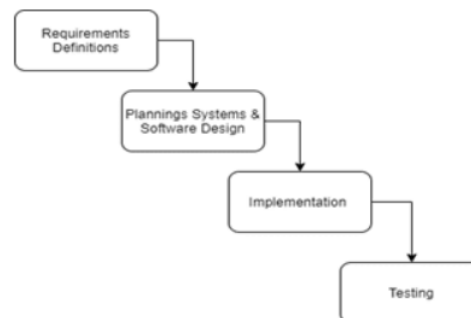 Requirements
Definitions
Plannings Systems &
Software Design
Implementation
Testing